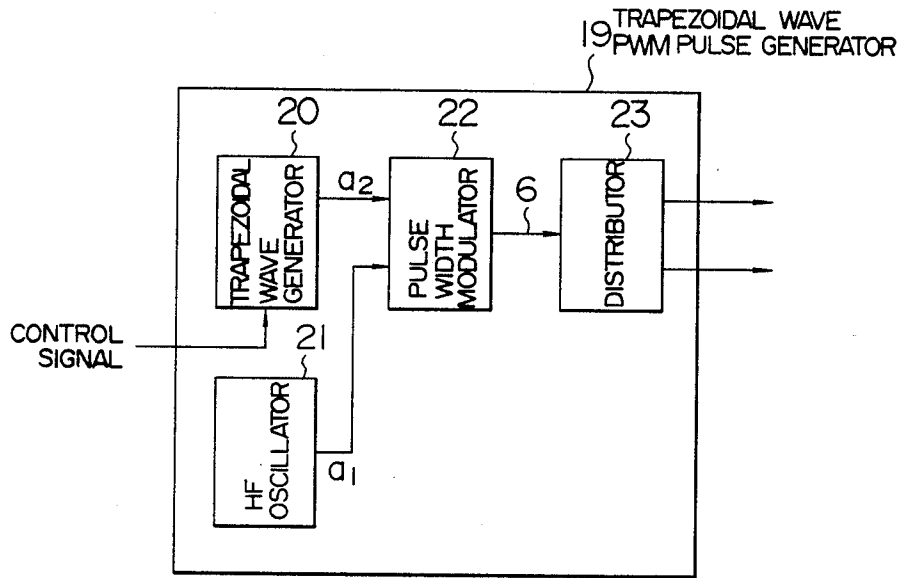 TRAPEZOIDAL WAVE
19 PWM PULSE GENERATOR
20
22
23
TRAPEZOIDAL
WAVE
GENERATOR
a2
PULSE
WIDTH
MODULATOR
6
DISTRIBUTOR
CONTROL
SIGNAL
21
HF
OSCILLATOR
a1